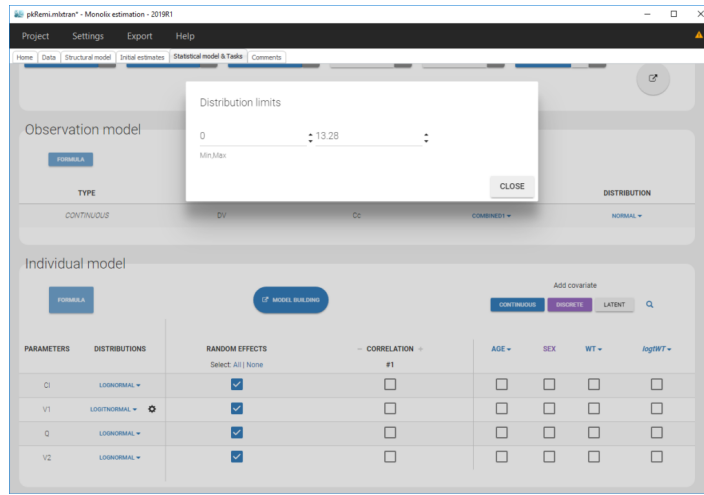 pkRemi.mlxtran* - Monolix estimation - 2019R1
Project Settings Export Help
Home Data Structural model Initial estimates Statistical model & Tasks Comments
Distribution limits
0 13.28
Min,Max
CLOSE
Observation model
FORMULA
TYPE DISTRIBUTION
CONTINUOUS DV Cc COMBINED1 NORMAL
Individual model
Add covariate
FORMULA MODEL BUILDING CONTINUOUS DISCRETE LATENT
PARAMETERS DISTRIBUTIONS RANDOM EFFECTS − CORRELATION + AGE SEX WT logtWT
Select: All | None #1
Cl LOGNORMAL
V1 LOGITNORMAL
Q LOGNORMAL
V2 LOGNORMAL